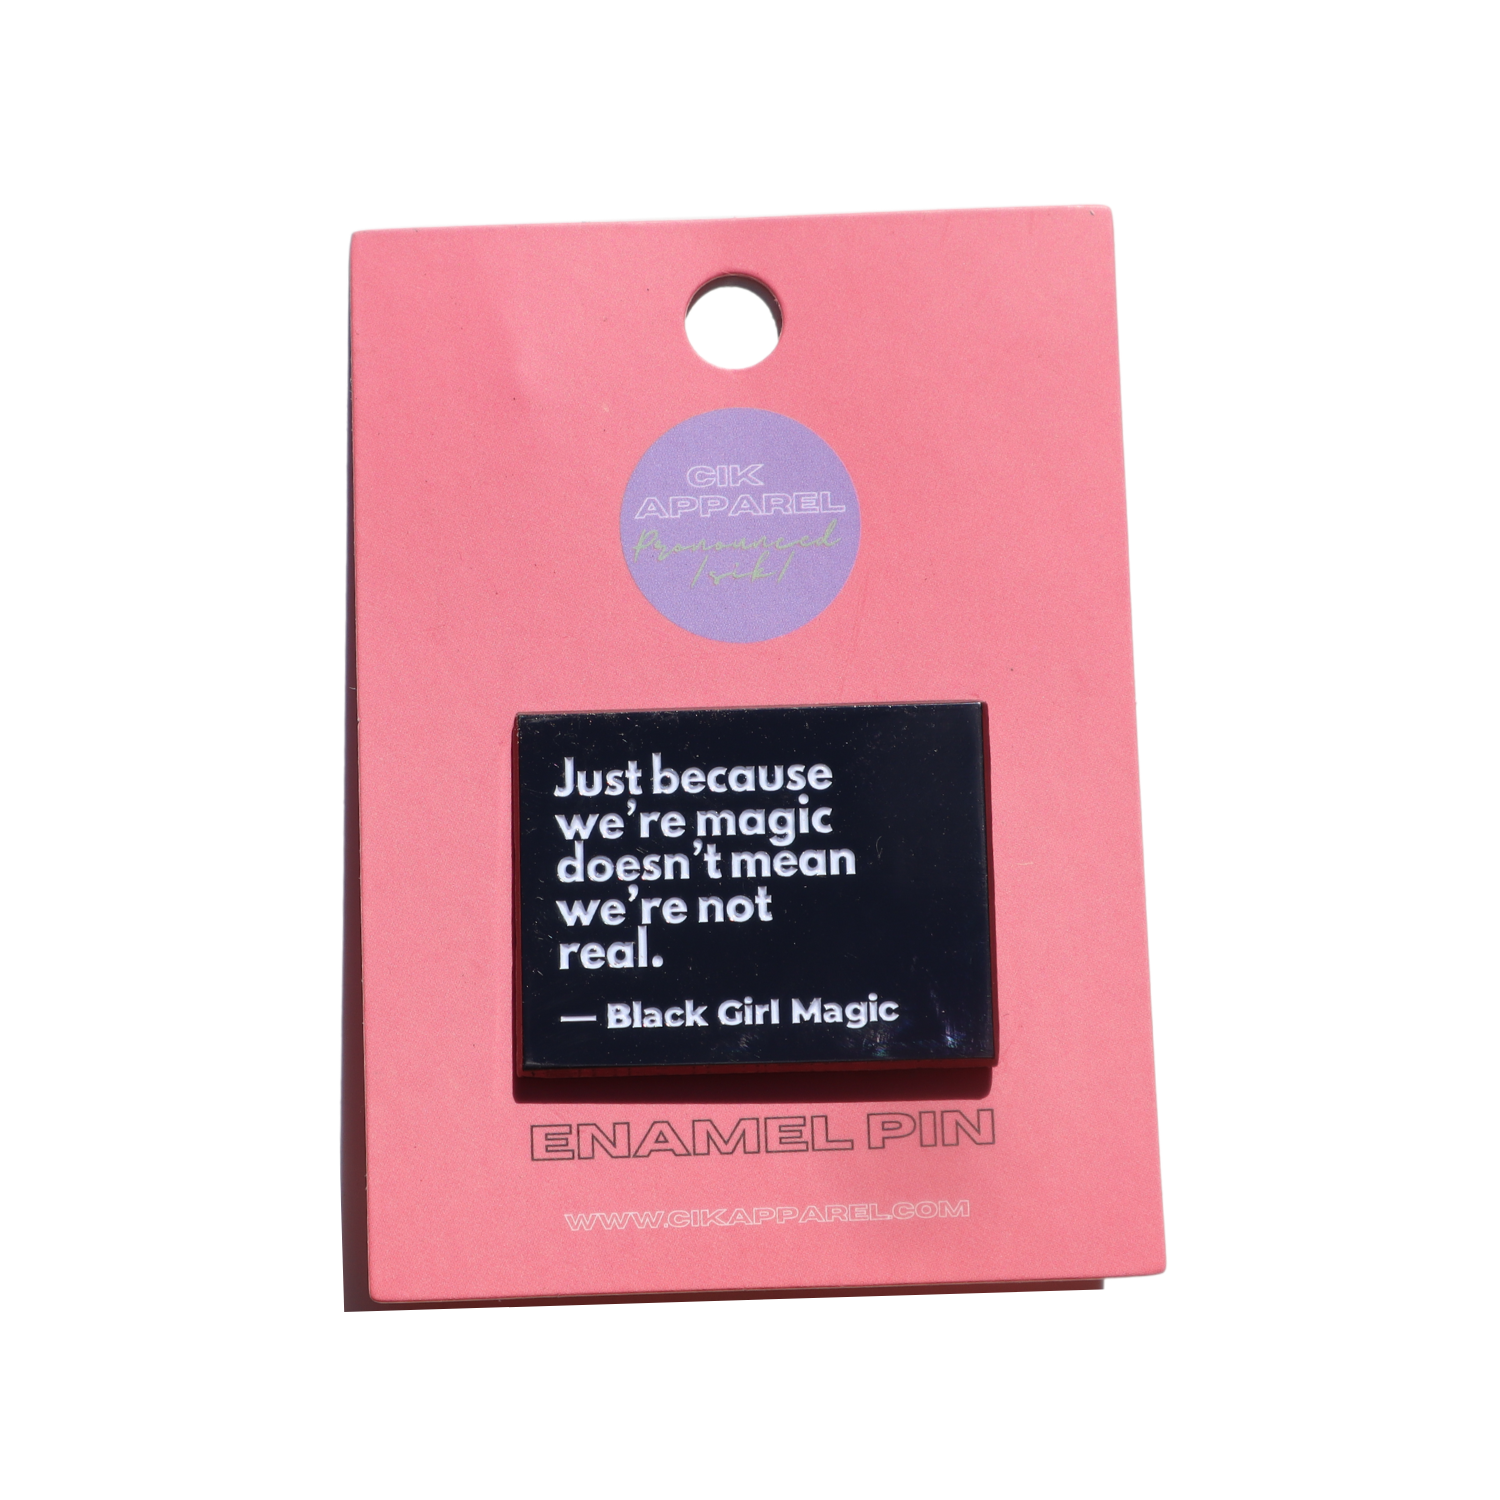 CIK
APPAREL
Pronounced
/sik/
Just because
we're magic
doesn't mean
we're not
real.
— Black Girl Magic
ENAMEL PIN
WWW.CIKAPPAREL.COM